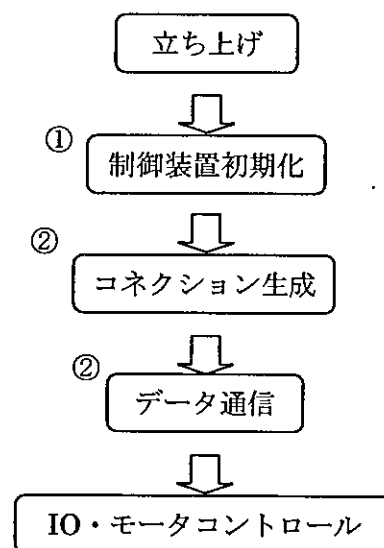 立ち上げ
①
制御装置初期化
②
コネクション生成
②
データ通信
IO・モータコントロール